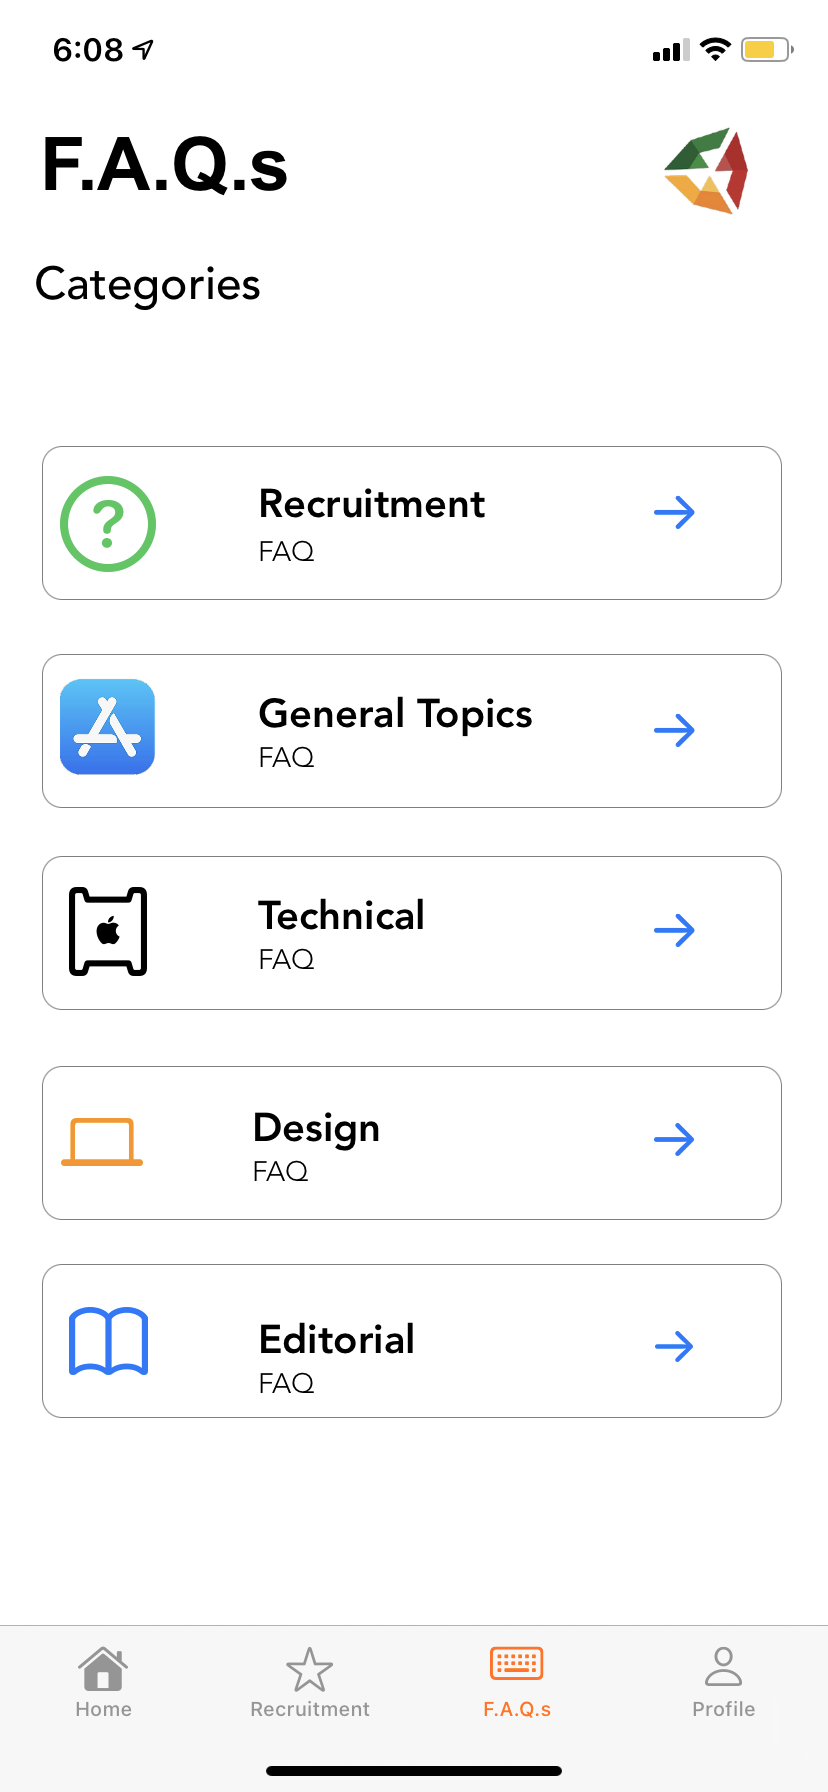 6:08
F.A.Q.s
Categories
Recruitment
FAQ
General Topics
FAQ
Technical
FAQ
Design
FAQ
Editorial
FAQ
Home
Recruitment
F.A.Q.s
Profile